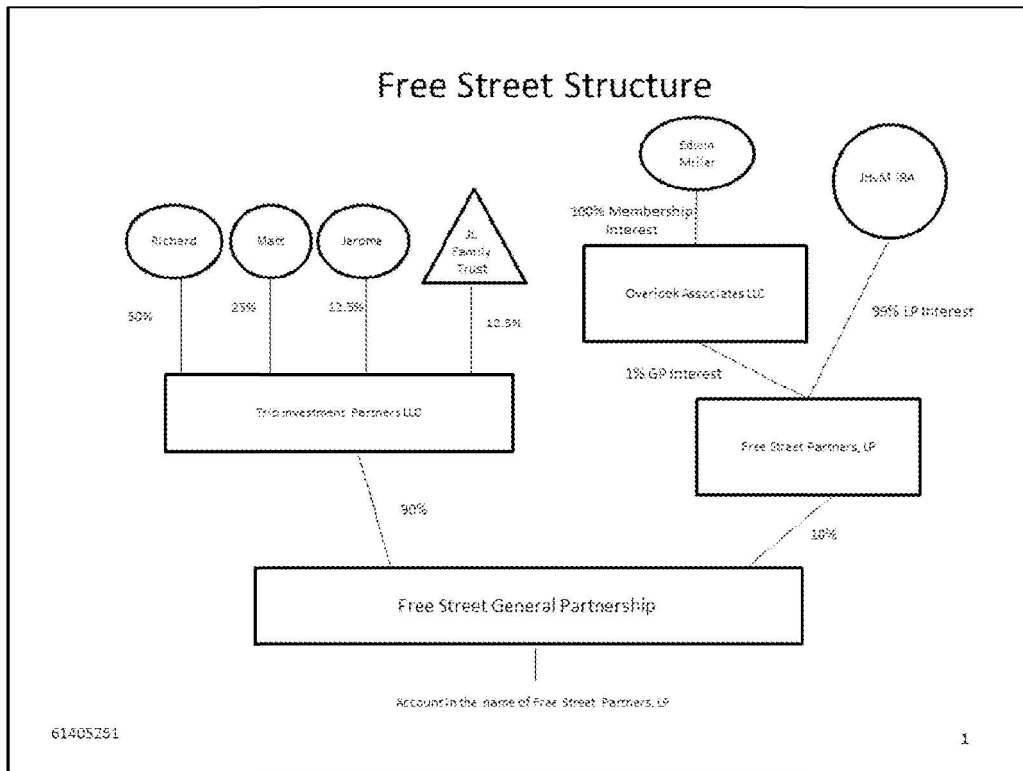 Free Street Structure
Edwin
Miller
JHvM IRA
Richard
Matt
Jerome
JL
Family
Trust
100% Membership
Interest
Overlook Associates LLC
50%
25%
12.5%
12.5%
99% LP Interest
1% GP Interest
Investment Partners LLC
Free Street Partners, LP
90%
10%
Free Street General Partnership
Account in the name of Free Street Partners, LP
61405251
1